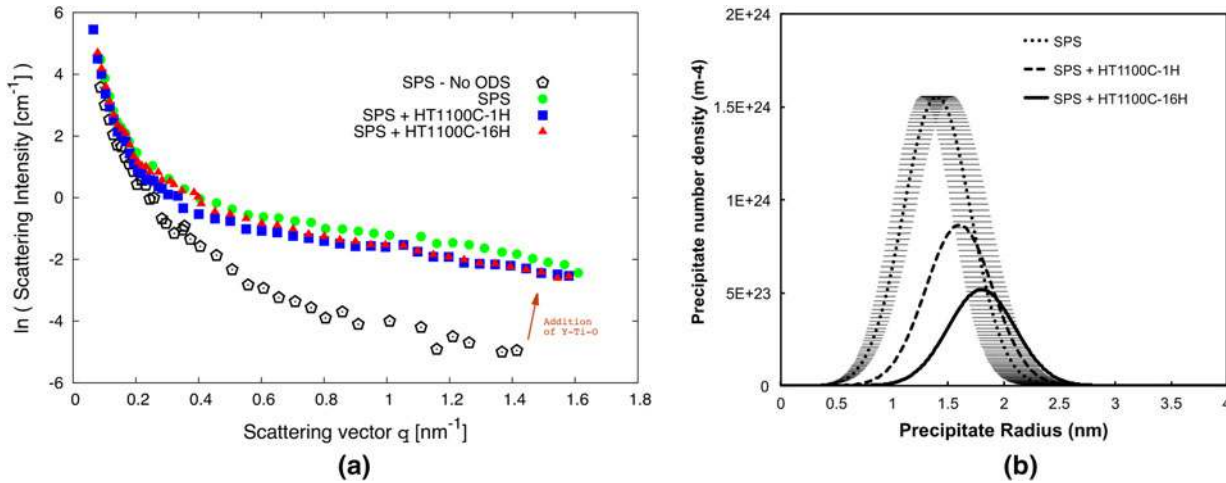 6
4
2
0
-2
-4
-6
ln ( Scattering Intensity [cm⁻¹] )
SPS - No ODS
SPS
SPS + HT1100C-1H
SPS + HT1100C-16H
Addition
of Y-Ti-O
0 0.2 0.4 0.6 0.8 1 1.2 1.4 1.6 1.8
Scattering vector q [nm⁻¹]
(a)
2E+24
1.5E+24
1E+24
5E+23
0
Precipitate number density (m-4)
SPS
SPS + HT1100C-1H
SPS + HT1100C-16H
0 0.5 1 1.5 2 2.5 3 3.5 4
Precipitate Radius (nm)
(b)